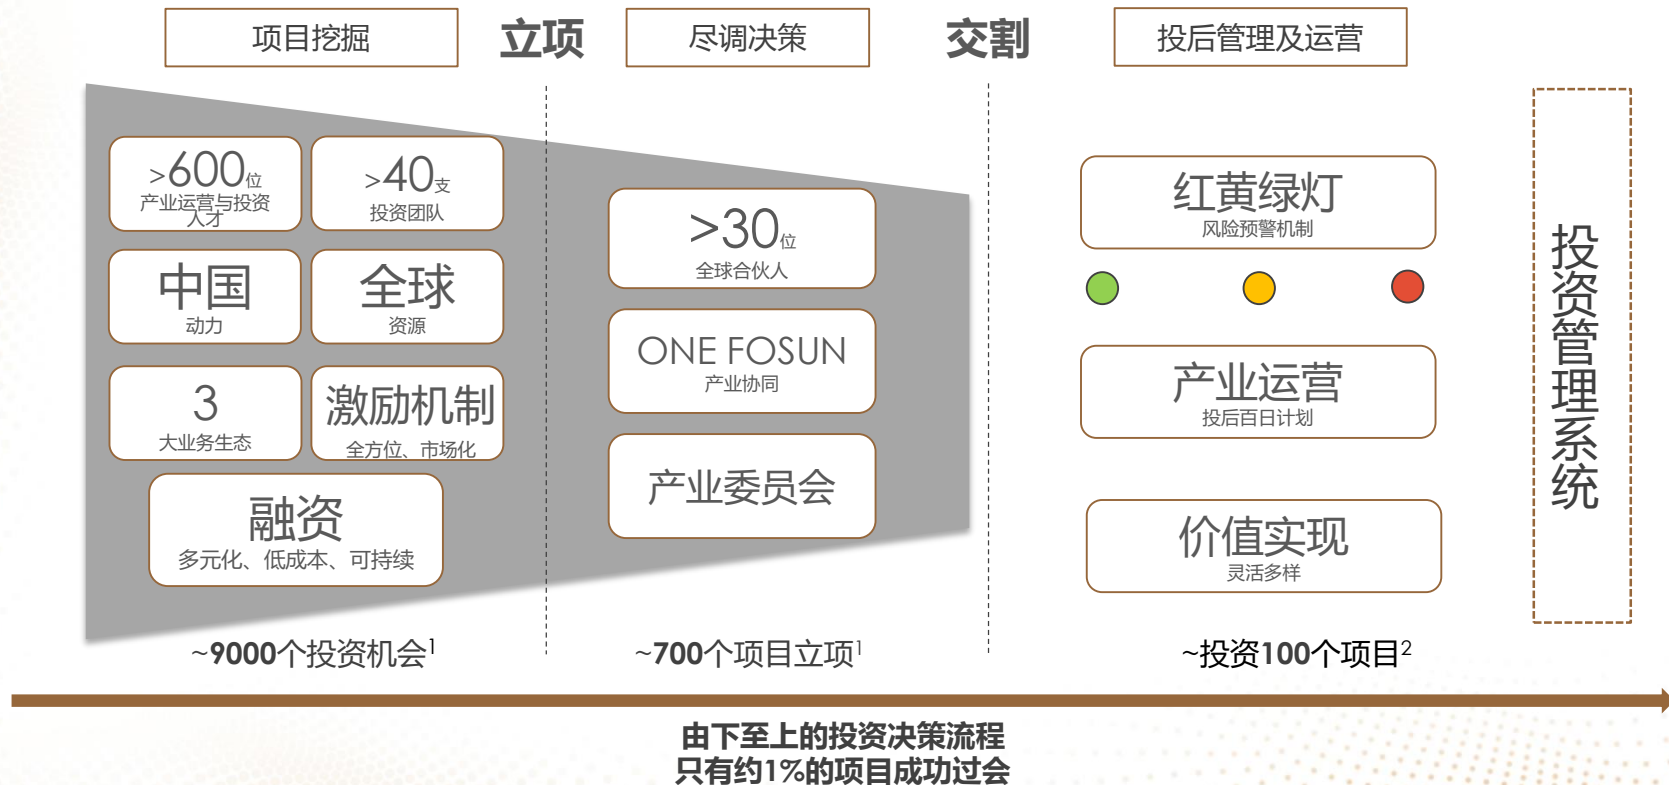 项目挖掘
立项
尽调决策
交割
投后管理及运营
>600位
产业运营与投资
人才
>40支
投资团队
中国
动力
全球
资源
3
大业务生态
激励机制
全方位、市场化
融资
多元化、低成本、可持续
>30位
全球合伙人
ONE FOSUN
产业协同
产业委员会
红黄绿灯
风险预警机制
产业运营
投后百日计划
价值实现
灵活多样
投资管理系统
~9000个投资机会1
~700个项目立项1
~投资100个项目2
由下至上的投资决策流程
只有约1%的项目成功过会